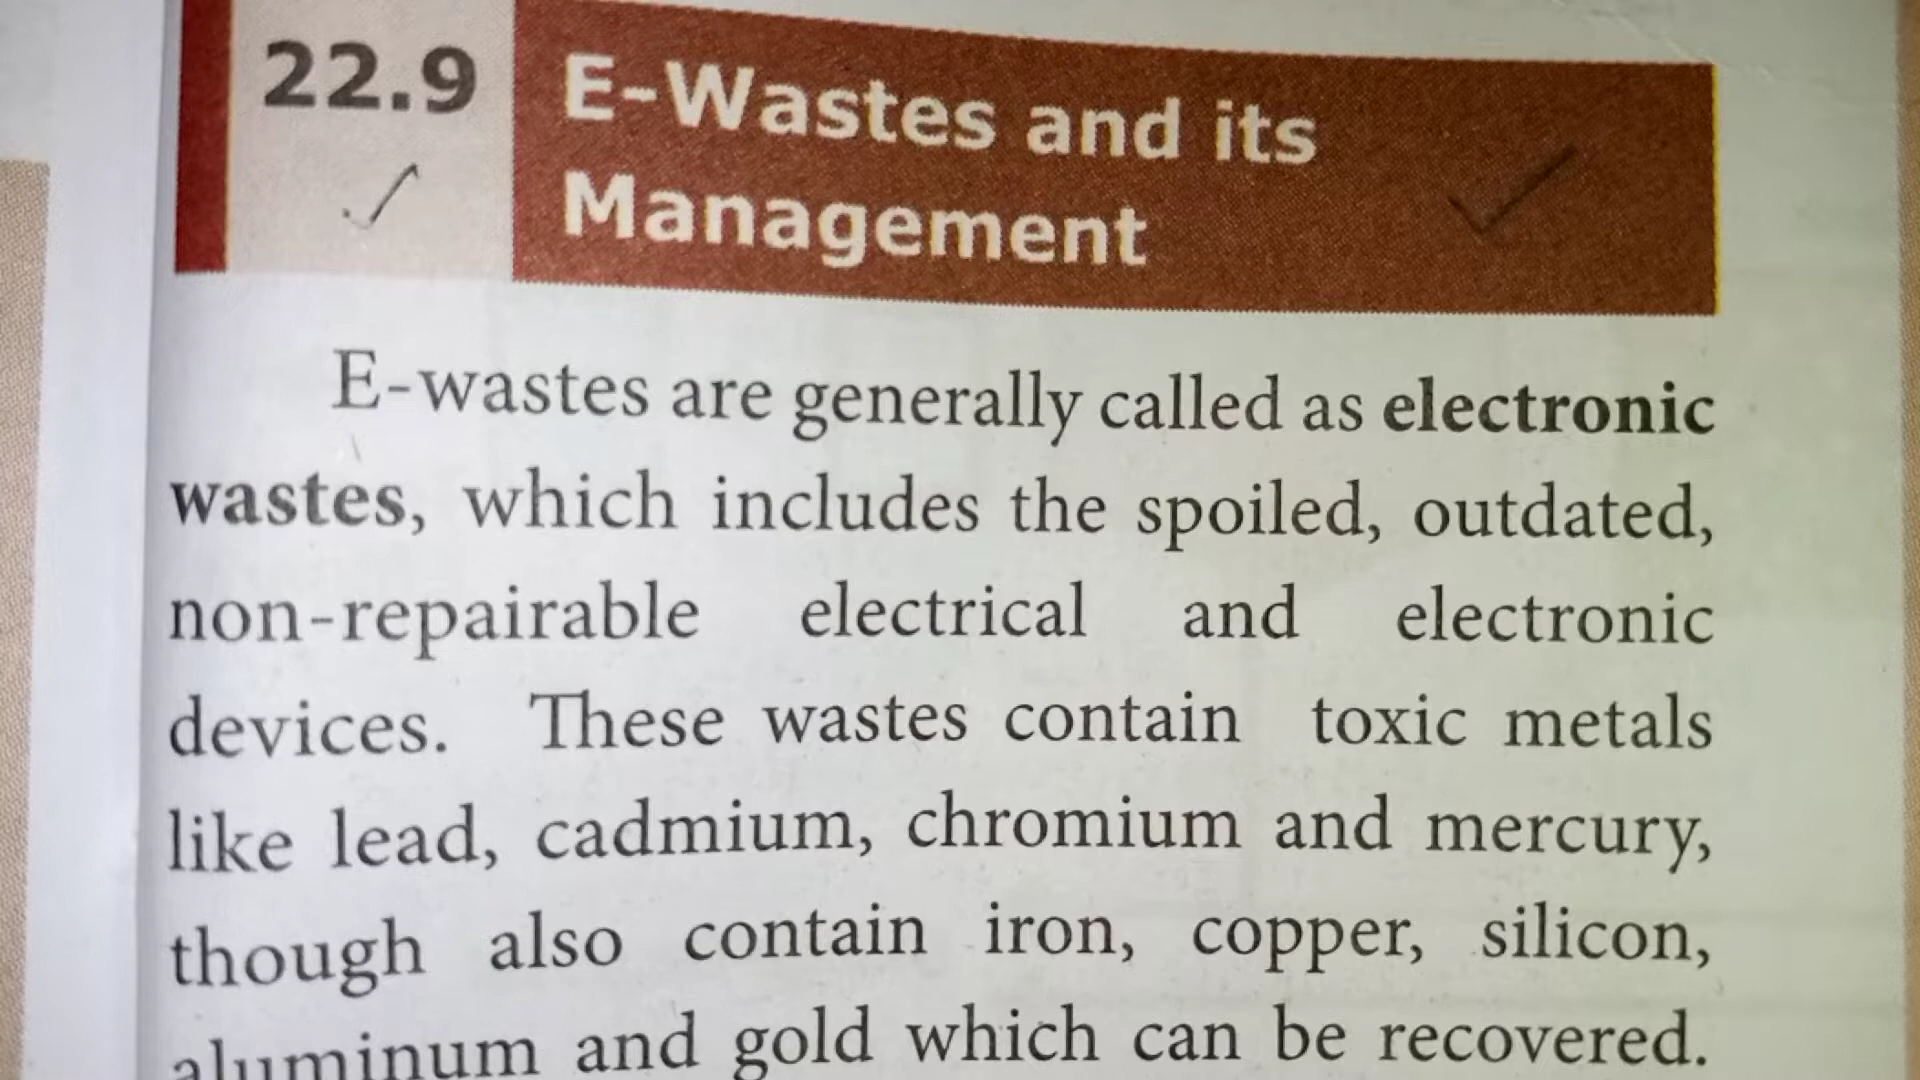 22.9
E-Wastes and its
Management
E-wastes are generally called as electronic
wastes, which includes the spoiled, outdated,
non-repairable electrical and electronic
devices. These wastes contain toxic metals
like lead, cadmium, chromium and mercury,
though also contain iron, copper, silicon,
aluminum and gold which can be recovered.